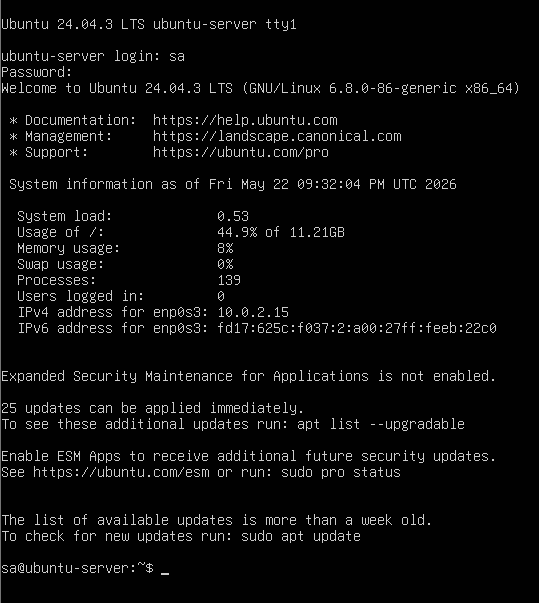 Ubuntu 24.04.3 LTS ubuntu-server tty1
ubuntu-server login: sa
Password:
Welcome to Ubuntu 24.04.3 LTS (GNU/Linux 6.8.0-86-generic x86_64)
* Documentation:  https://help.ubuntu.com
* Management:     https://landscape.canonical.com
* Support:        https://ubuntu.com/pro
System information as of Fri May 22 09:32:04 PM UTC 2026
System load:             0.53
Usage of /:              44.9% of 11.21GB
Memory usage:            8%
Swap usage:              0%
Processes:               139
Users logged in:         0
IPv4 address for enp0s3: 10.0.2.15
IPv6 address for enp0s3: fd17:625c:f037:2:a00:27ff:feeb:22c0
Expanded Security Maintenance for Applications is not enabled.
25 updates can be applied immediately.
To see these additional updates run: apt list --upgradable
Enable ESM Apps to receive additional future security updates.
See https://ubuntu.com/esm or run: sudo pro status
The list of available updates is more than a week old.
To check for new updates run: sudo apt update
sa@ubuntu-server:~$ _